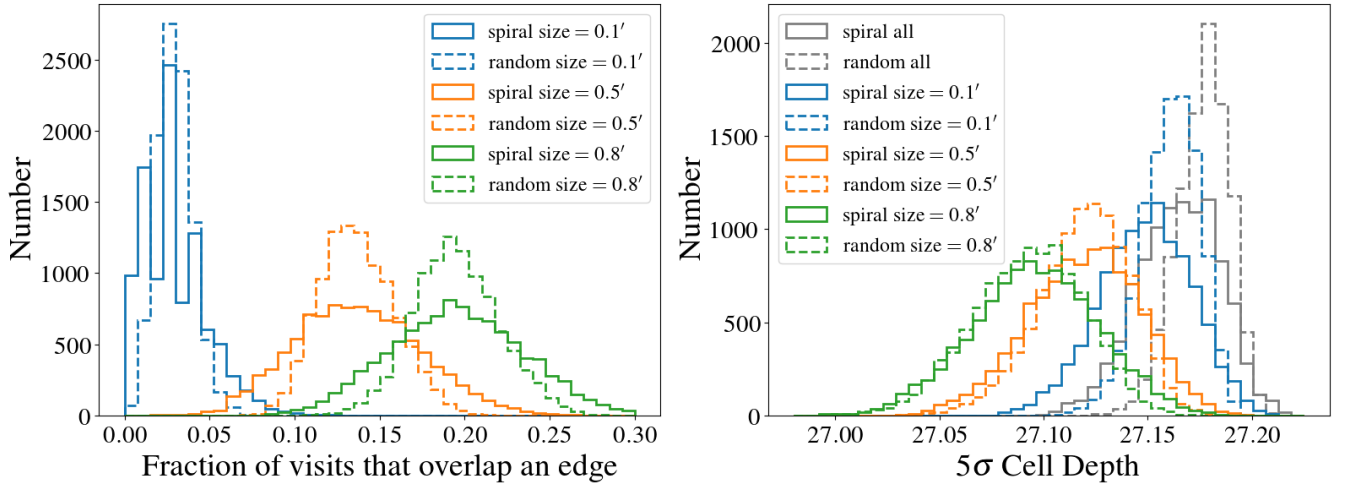 Number
2500
2000
1500
1000
500
0
0.00 0.05 0.10 0.15 0.20 0.25 0.30
Fraction of visits that overlap an edge
spiral size = 0.1′
random size = 0.1′
spiral size = 0.5′
random size = 0.5′
spiral size = 0.8′
random size = 0.8′
Number
2000
1500
1000
500
0
27.00 27.05 27.10 27.15 27.20
5σ Cell Depth
spiral all
random all
spiral size = 0.1′
random size = 0.1′
spiral size = 0.5′
random size = 0.5′
spiral size = 0.8′
random size = 0.8′